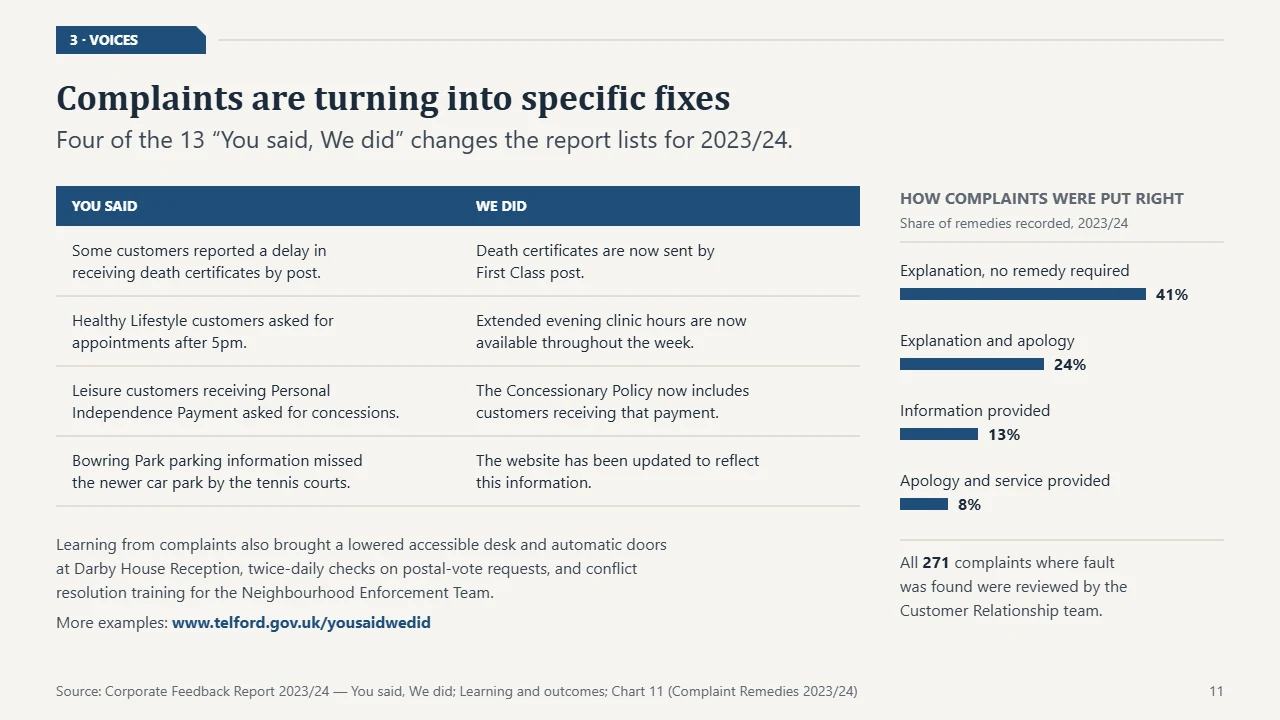 3 · VOICES
Complaints are turning into specific fixes
Four of the 13 “You said, We did” changes the report lists for 2023/24.
YOU SAID
WE DID
Some customers reported a delay in
receiving death certificates by post.
Death certificates are now sent by
First Class post.
Healthy Lifestyle customers asked for
appointments after 5pm.
Extended evening clinic hours are now
available throughout the week.
Leisure customers receiving Personal
Independence Payment asked for concessions.
The Concessionary Policy now includes
customers receiving that payment.
Bowring Park parking information missed
the newer car park by the tennis courts.
The website has been updated to reflect
this information.
Learning from complaints also brought a lowered accessible desk and automatic doors
at Darby House Reception, twice-daily checks on postal-vote requests, and conflict
resolution training for the Neighbourhood Enforcement Team.
More examples: www.telford.gov.uk/yousaidwedid
HOW COMPLAINTS WERE PUT RIGHT
Share of remedies recorded, 2023/24
Explanation, no remedy required
41%
Explanation and apology
24%
Information provided
13%
Apology and service provided
8%
All 271 complaints where fault
was found were reviewed by the
Customer Relationship team.
Source: Corporate Feedback Report 2023/24 — You said, We did; Learning and outcomes; Chart 11 (Complaint Remedies 2023/24)
11